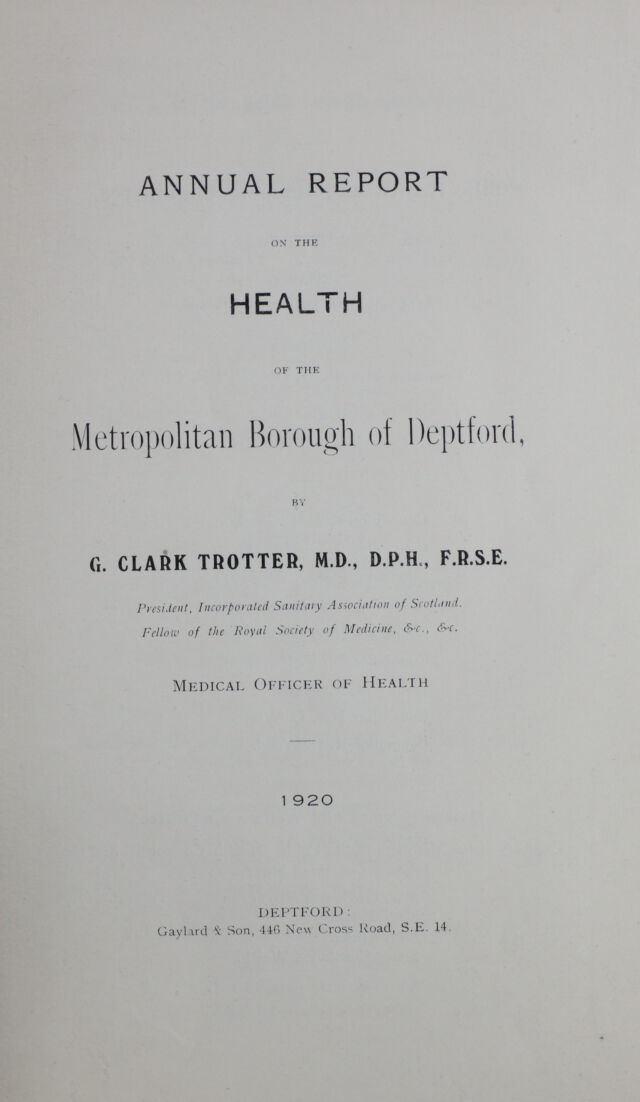 ANNUAL REPORT
ON THE
HEALTH
OF THE
Metropolitan Borough of Deptford,
BY
G. CLARK TROTTER, M.D., D.P.H., F.R.S.E.
President, Incorporated Sanitary Association of Scotland.
Fellow of the Royal Society of Medicine, &c., &c.
MEDICAL OFFICER OF HEALTH
1920
DEPTFORD:
Gaylard & Son, 446 New Cross Road, S.E. 14.